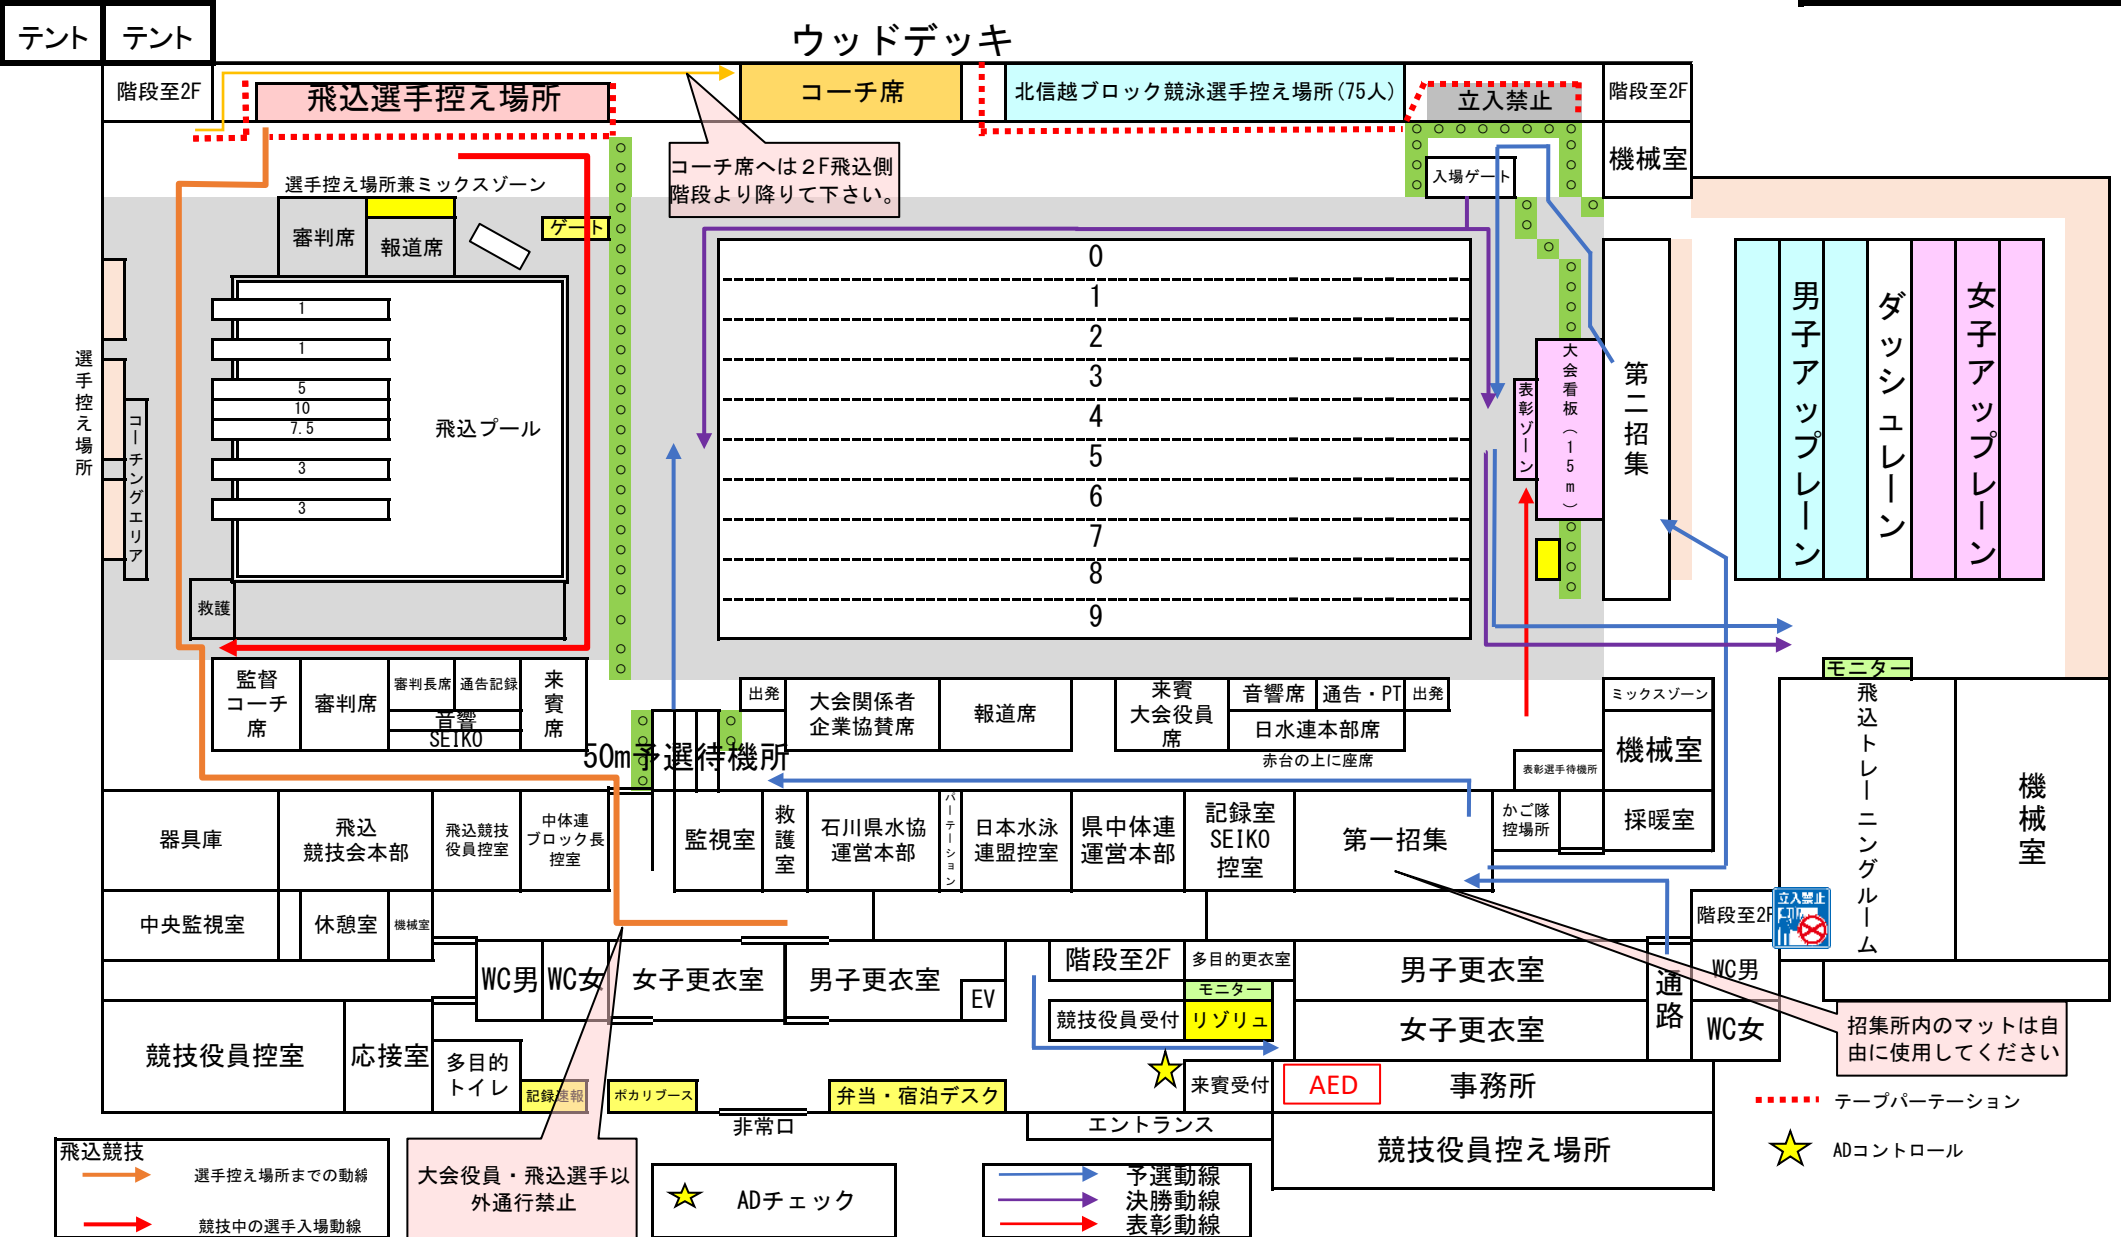 テント
テント
ウッドデッキ
階段至2F
飛込選手控え場所
コーチ席
北信越ブロック競泳選手控え場所(75人)
立入禁止
階段至2F
コーチ席へは２F飛込側
階段より降りて下さい。
機械室
入場ゲート
選手控え場所兼ミックスゾーン
審判席
報道席
ゲート
1
1
5
10
7.5
3
3
飛込プール
選手控え場所
コーチングエリア
救護
0
1
2
3
4
5
6
7
8
9
表彰ゾーン
大会看板（15m）
第二招集
男子アップレーン
ダッシュレーン
女子アップレーン
監督
コーチ
席
審判席
審判長席
通告記録
音響
SEIKO
来賓席
50m予選待機所
出発
大会関係者
企業協賛席
報道席
来賓
大会役員
席
音響席
通告・PT
出発
日水連本部席
赤台の上に座席
ミックスゾーン
機械室
表彰選手待機所
モニター
飛込トレーニングルーム
機械室
器具庫
飛込
競技会本部
飛込競技
役員控室
中体連
ブロック長
控室
監視室
救護室
石川県水協
運営本部
パーテーション
日本水泳
連盟控室
県中体連
運営本部
記録室
SEIKO
控室
第一招集
かご隊
控場所
採暖室
中央監視室
休憩室
機械室
階段至2F
立入禁止
WC男
WC女
女子更衣室
男子更衣室
EV
階段至2F
多目的更衣室
モニター
競技役員受付
リゾリュ
男子更衣室
女子更衣室
通路
WC男
WC女
招集所内のマットは自
由に使用してください
競技役員控室
応接室
多目的
トイレ
記録速報
ポカリブース
弁当・宿泊デスク
来賓受付
AED
事務所
非常口
エントランス
競技役員控え場所
テープパーテーション
ADコントロール
飛込競技
選手控え場所までの動線
競技中の選手入場動線
大会役員・飛込選手以
外通行禁止
ADチェック
予選動線
決勝動線
表彰動線